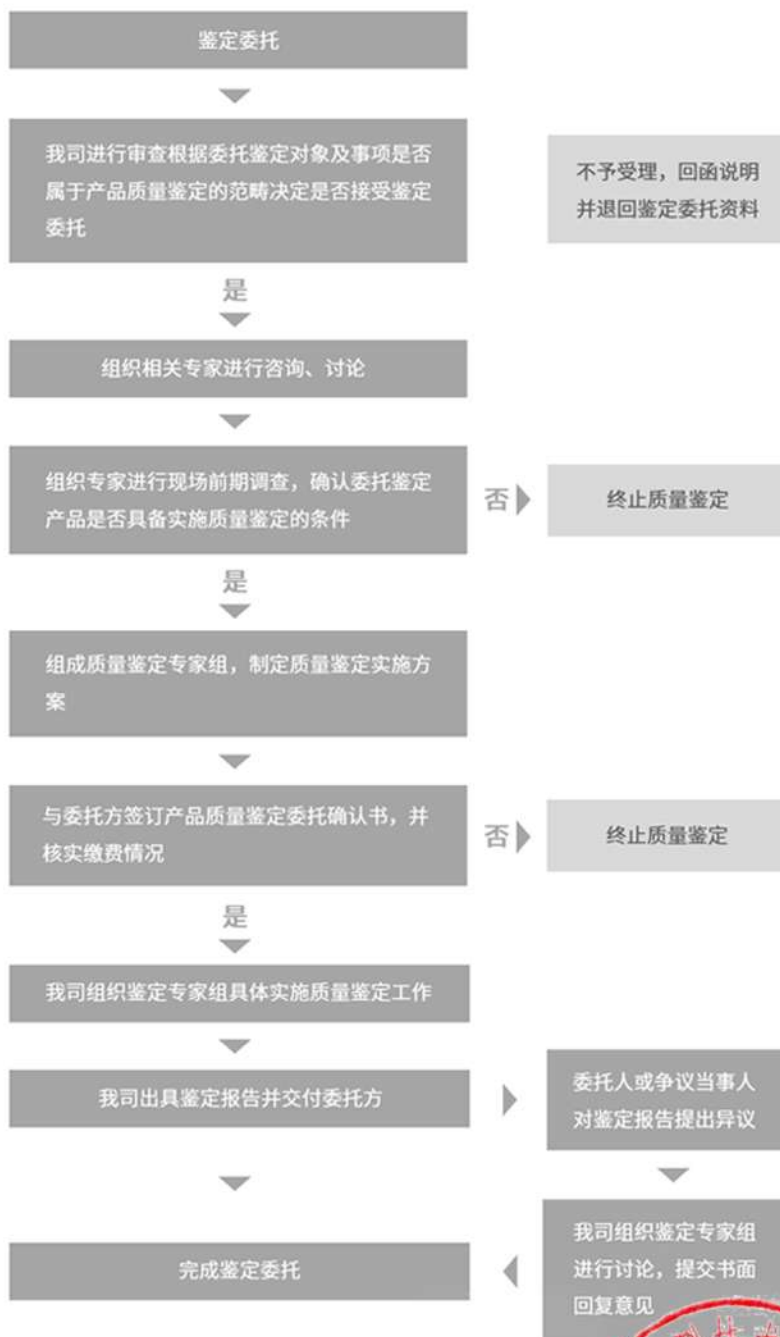 鉴定委托
我司进行审查根据委托鉴定对象及事项是否
属于产品质量鉴定的范畴决定是否接受鉴定
委托
不予受理，回函说明
并退回鉴定委托资料
是
组织相关专家进行咨询、讨论
组织专家进行现场前期调查，确认委托鉴定
产品是否具备实施质量鉴定的条件
否
终止质量鉴定
是
组成质量鉴定专家组，制定质量鉴定实施方
案
与委托方签订产品质量鉴定委托确认书，并
核实缴费情况
否
终止质量鉴定
是
我司组织鉴定专家组具体实施质量鉴定工作
我司出具鉴定报告并交付委托方
委托人或争议当事人
对鉴定报告提出异议
我司组织鉴定专家组
进行讨论，提交书面
回复意见
完成鉴定委托